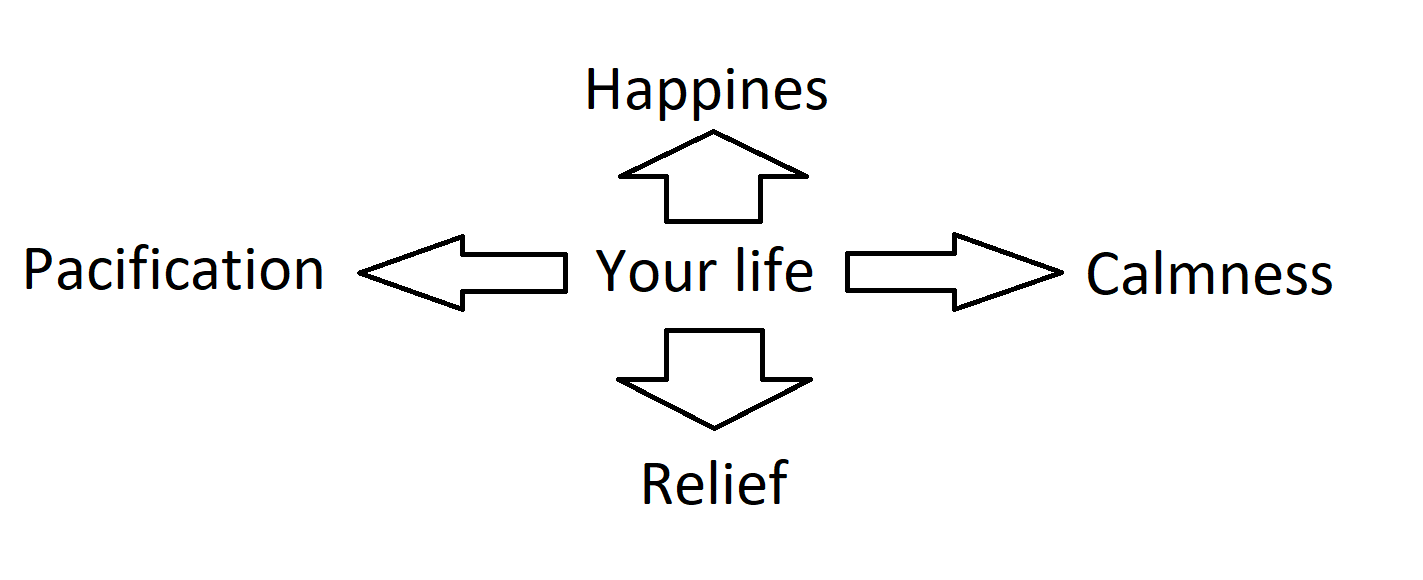 Happines
Pacification
Your life
Calmness
Relief